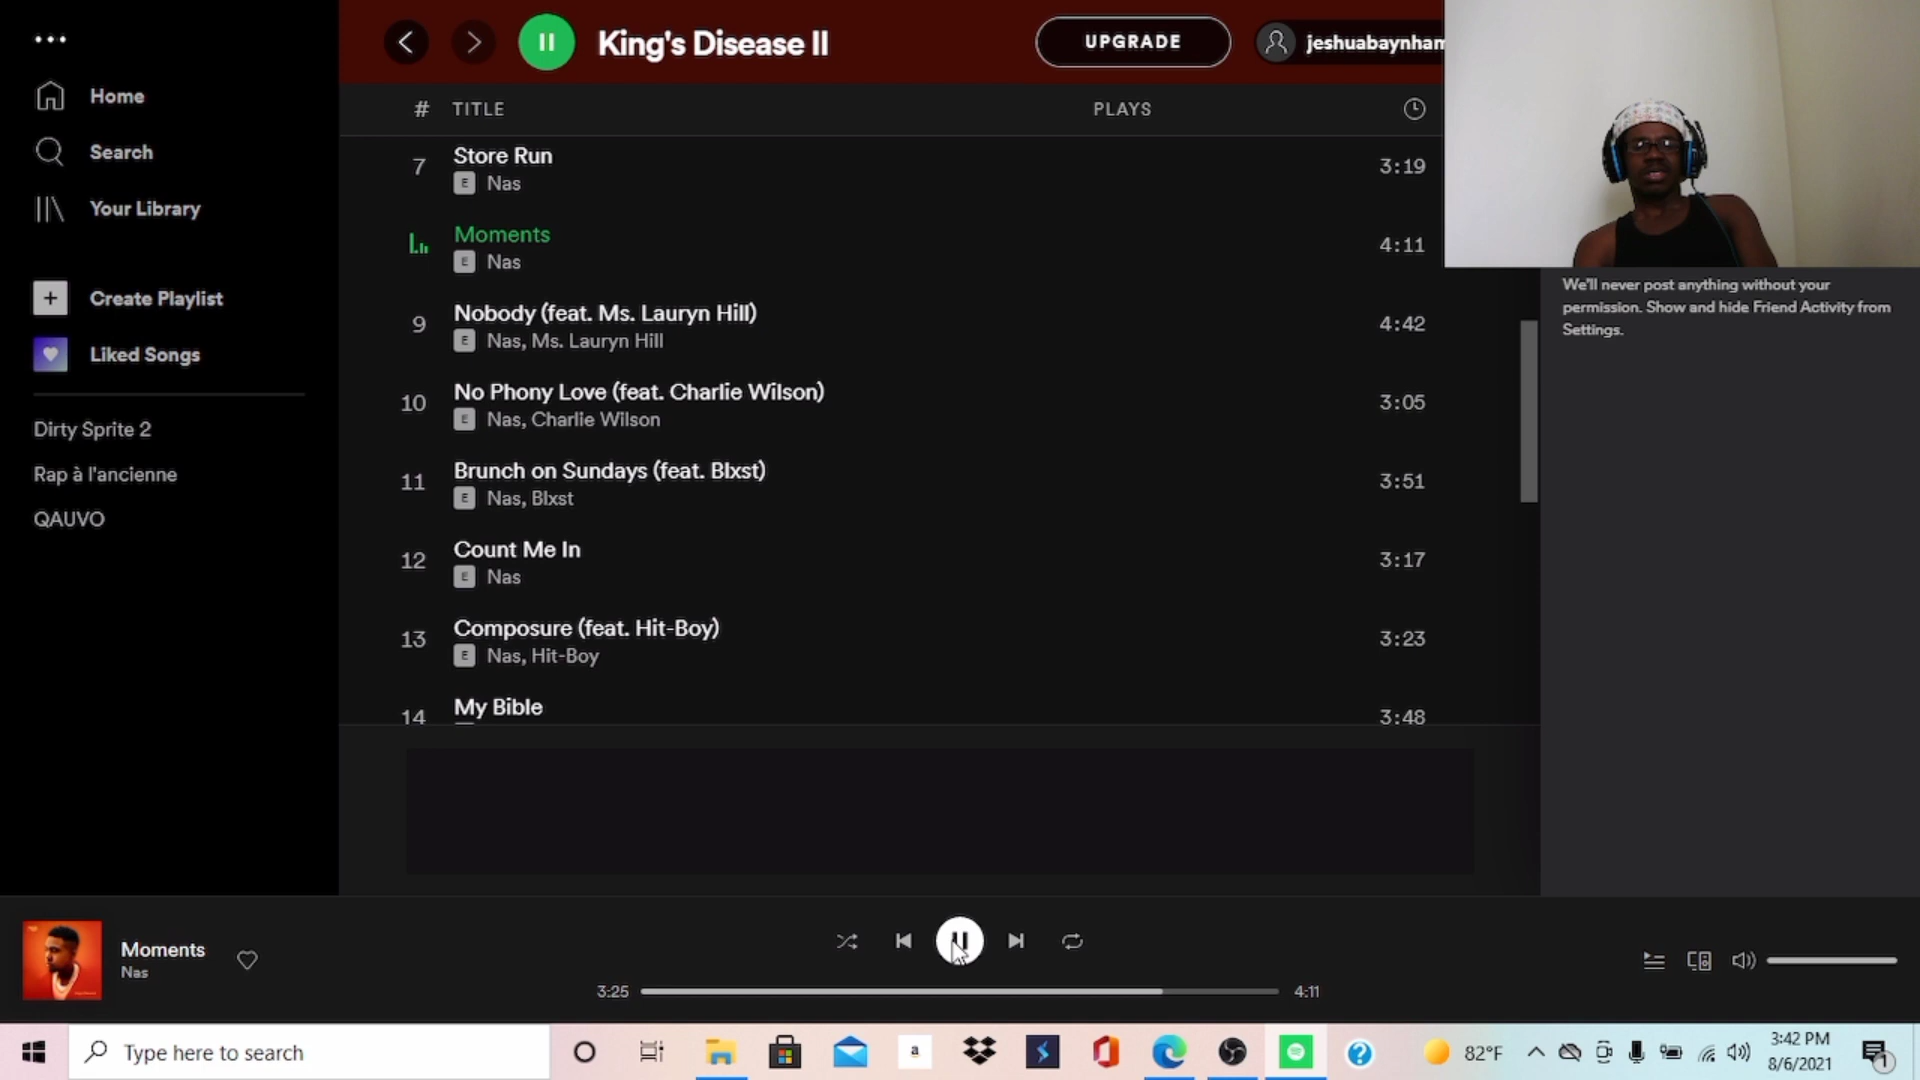 King's Disease II
UPGRADE
jeshuabaynham
Home
Search
Your Library
Create Playlist
Liked Songs
Dirty Sprite 2
Rap à l'ancienne
QAUVO
# TITLE PLAYS
7 Store Run 3:19
E Nas
Moments 4:11
E Nas
9 Nobody (feat. Ms. Lauryn Hill) 4:42
E Nas, Ms. Lauryn Hill
10 No Phony Love (feat. Charlie Wilson) 3:05
E Nas, Charlie Wilson
11 Brunch on Sundays (feat. Blxst) 3:51
E Nas, Blxst
12 Count Me In 3:17
E Nas
13 Composure (feat. Hit-Boy) 3:23
E Nas, Hit-Boy
14 My Bible 3:48
We'll never post anything without your
permission. Show and hide Friend Activity from
Settings.
Moments
Nas
3:25 4:11
Type here to search
a
82°F
3:42 PM
8/6/2021
1